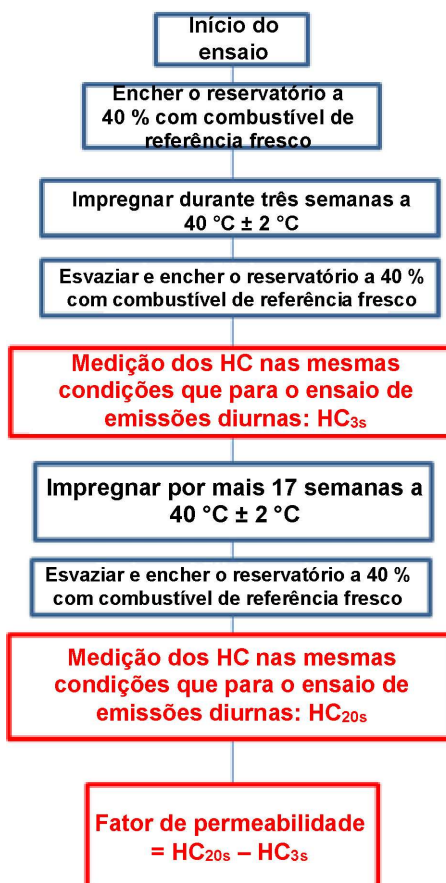 Início do
ensaio
Encher o reservatório a
40 % com combustível de
referência fresco
Impregnar durante três semanas a
40 °C ± 2 °C
Esvaziar e encher o reservatório a 40 %
com combustível de referência fresco
Medição dos HC nas mesmas
condições que para o ensaio de
emissões diurnas: HC3s
Impregnar por mais 17 semanas a
40 °C ± 2 °C
Esvaziar e encher o reservatório a 40 %
com combustível de referência fresco
Medição dos HC nas mesmas
condições que para o ensaio de
emissões diurnas: HC20s
Fator de permeabilidade
= HC20s – HC3s